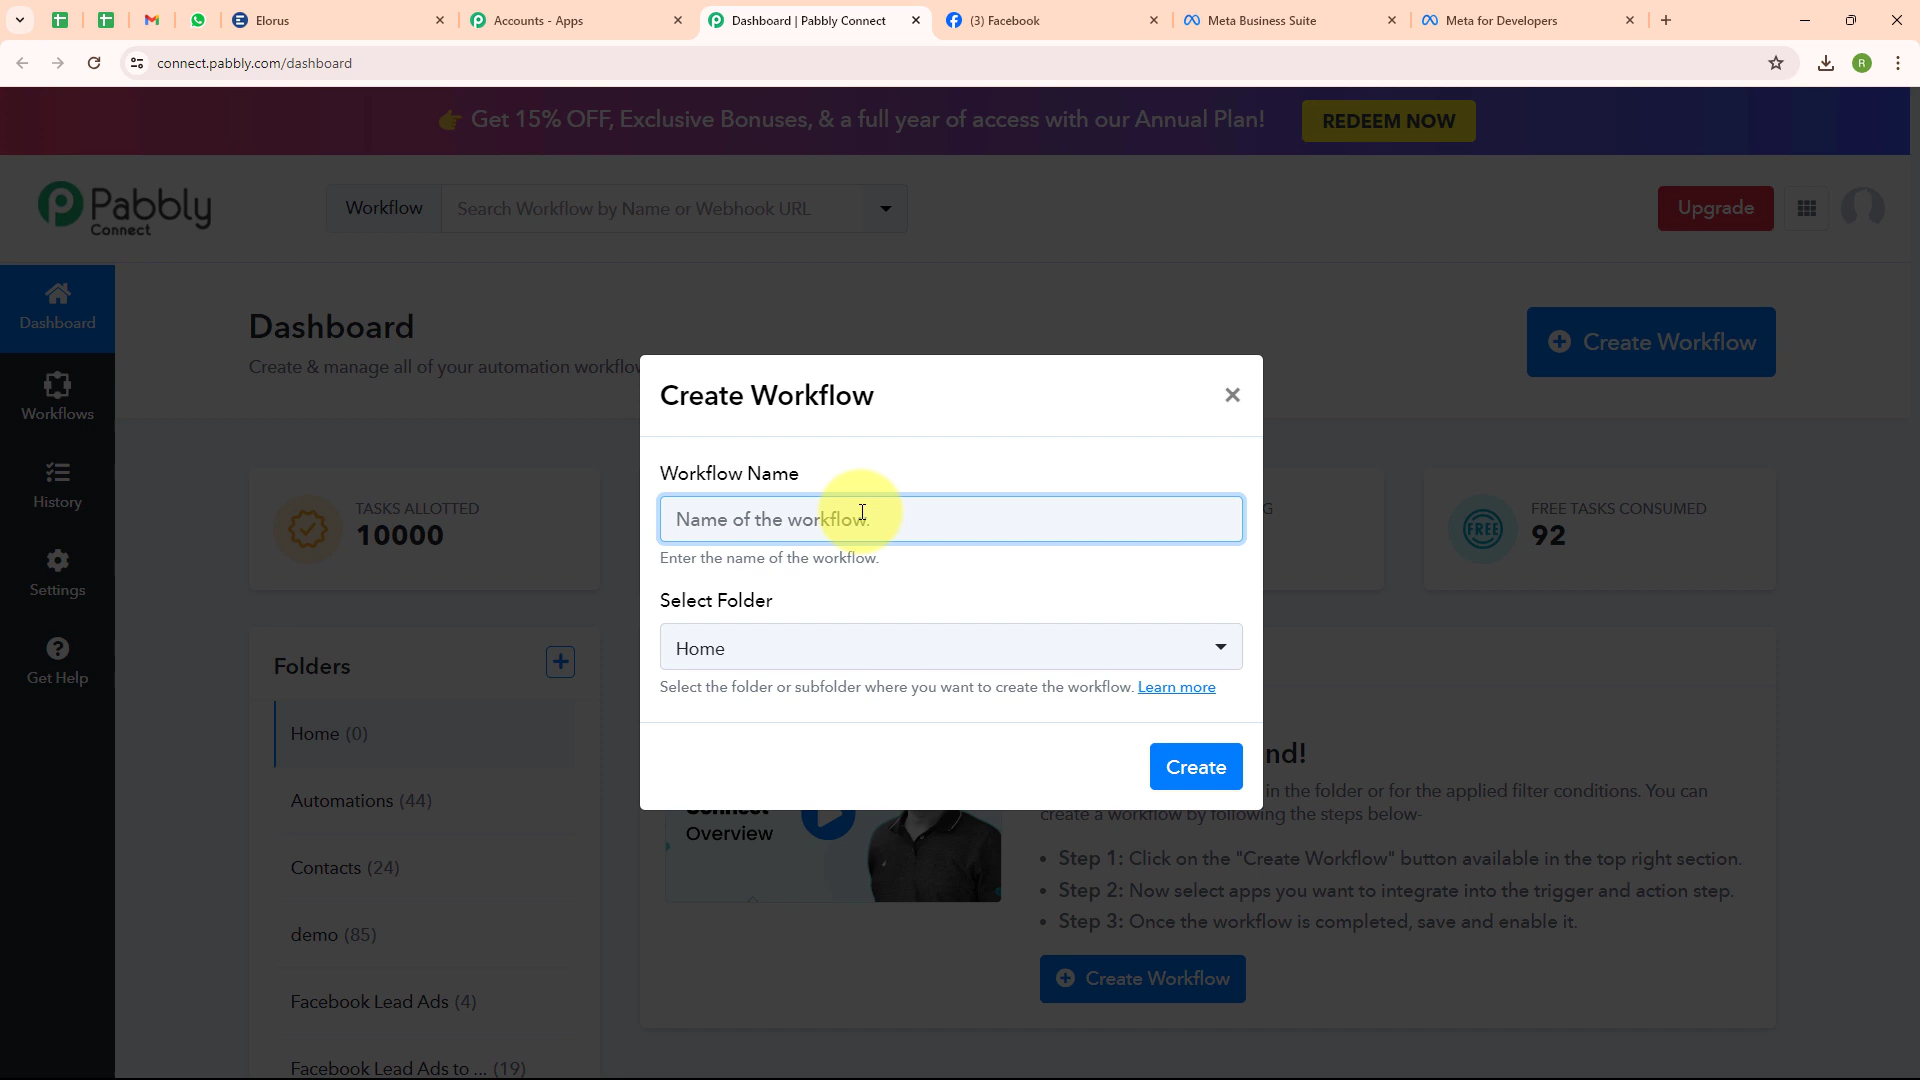 Elorus
Accounts - Apps
Dashboard | Pabbly Connect
(3) Facebook
Meta Business Suite
Meta for Developers
connect.pabbly.com/dashboard
R
👉 Get 15% OFF, Exclusive Bonuses, & a full year of access with our Annual Plan!
REDEEM NOW
Pabbly
Connect
Workflow
Search Workflow by Name or Webhook URL
Upgrade
Dashboard
Workflows
History
Settings
Get Help
Dashboard
Create & manage all of your automation workflo
Create Workflow
TASKS ALLOTTED
10000
G
FREE
FREE TASKS CONSUMED
92
Folders
Home (0)
Automations (44)
Contacts (24)
demo (85)
Facebook Lead Ads (4)
Facebook Lead Ads to ... (19)
Create Workflow
Workflow Name
Name of the workflow.
Enter the name of the workflow.
Select Folder
Home
Select the folder or subfolder where you want to create the workflow. Learn more
Create
Overview
nd!
in the folder or for the applied filter conditions. You can
create a workflow by following the steps below-
• Step 1: Click on the "Create Workflow" button available in the top right section.
• Step 2: Now select apps you want to integrate into the trigger and action step.
• Step 3: Once the workflow is completed, save and enable it.
Create Workflow